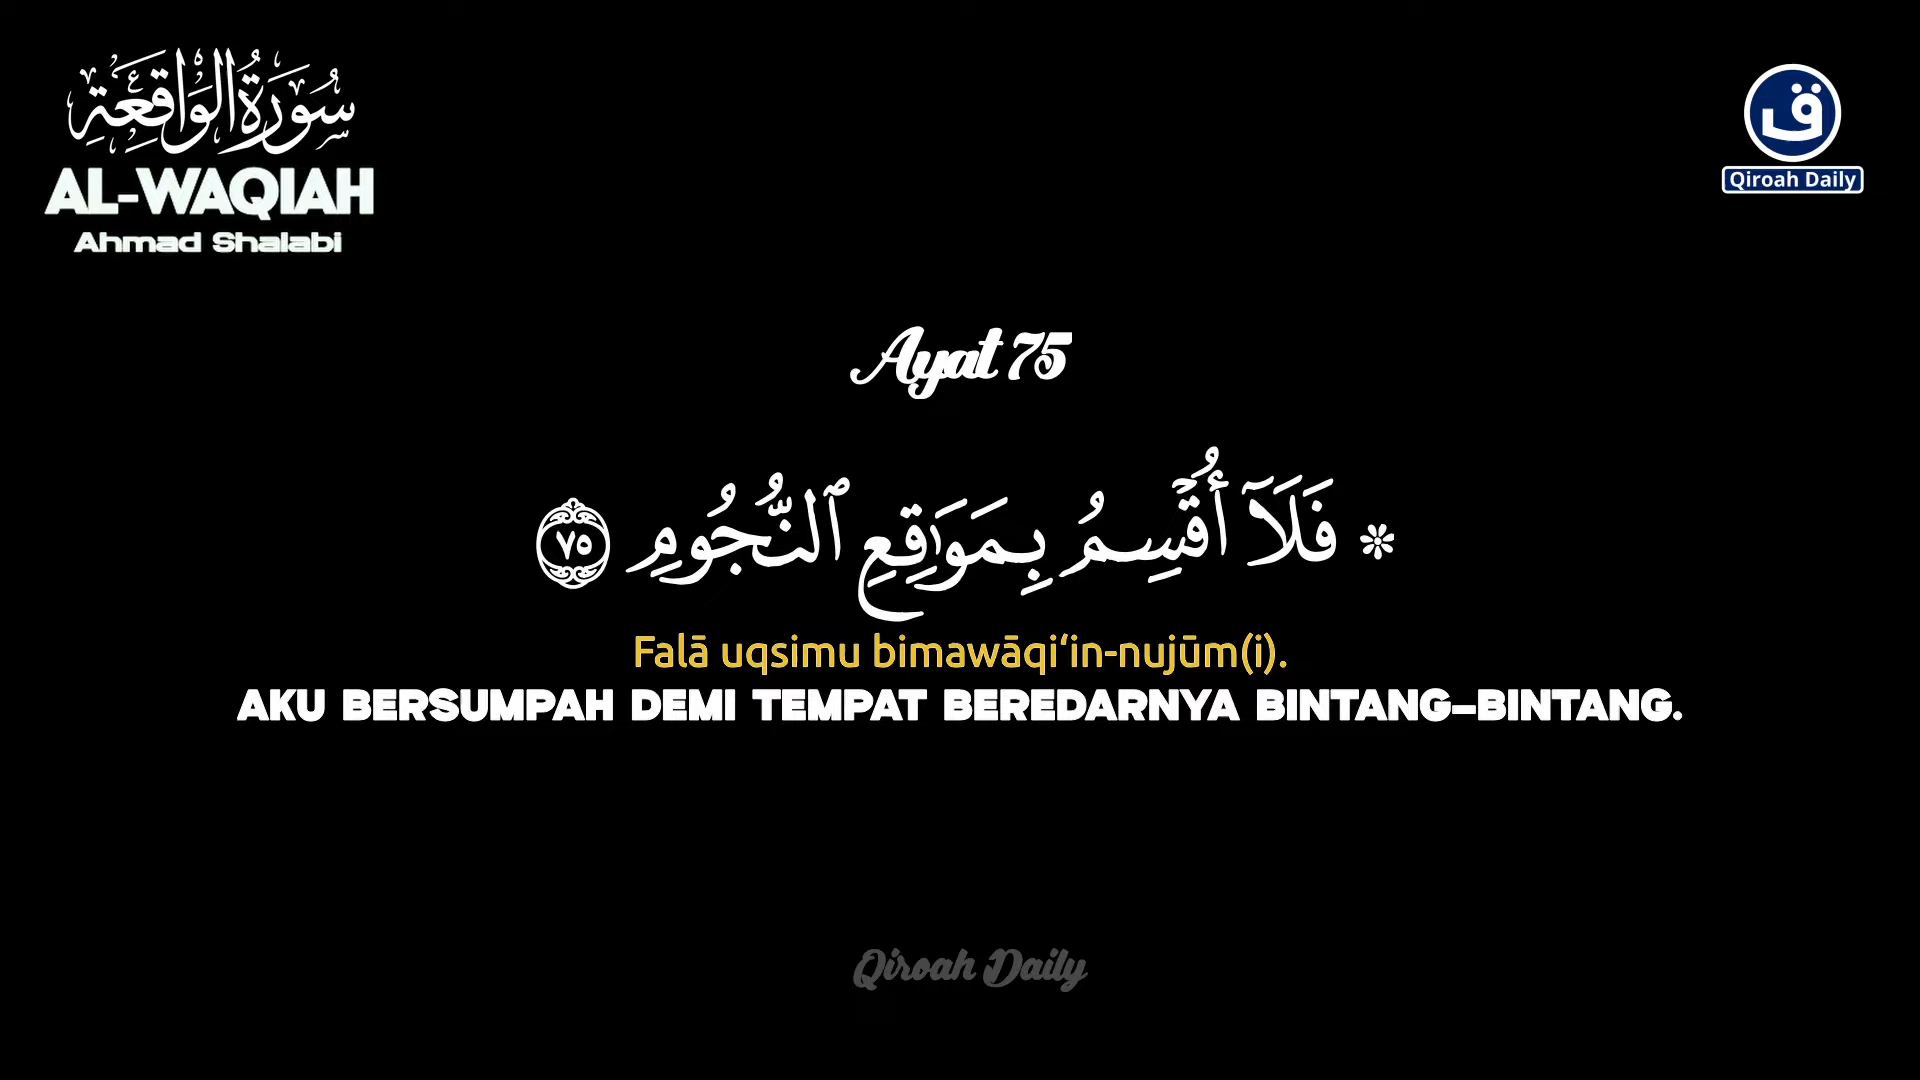 سُورَةُ الْوَاقِعَةِ
AL-WAQIAH
Ahmad Shalabi
ق
Qiroah Daily
Ayat 75
۞ فَلَآ أُقْسِمُ بِمَوَٰقِعِ ٱلنُّجُومِ ٧٥
Falā uqsimu bimawāqi‘in-nujūm(i).
AKU BERSUMPAH DEMI TEMPAT BEREDARNYA BINTANG-BINTANG.
Qiroah Daily